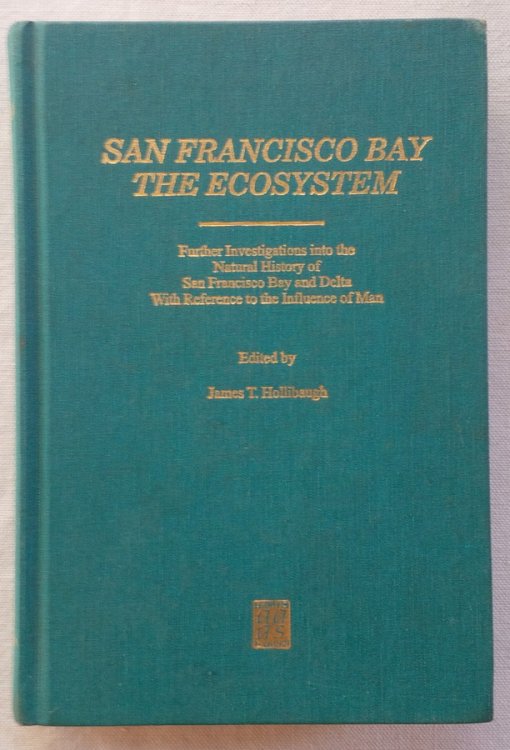 SAN FRANCISCO BAY
THE ECOSYSTEM
Further Investigations into the
Natural History of
San Francisco Bay and Delta
With Reference to the Influence of Man
Edited by
James T. Hollibaugh